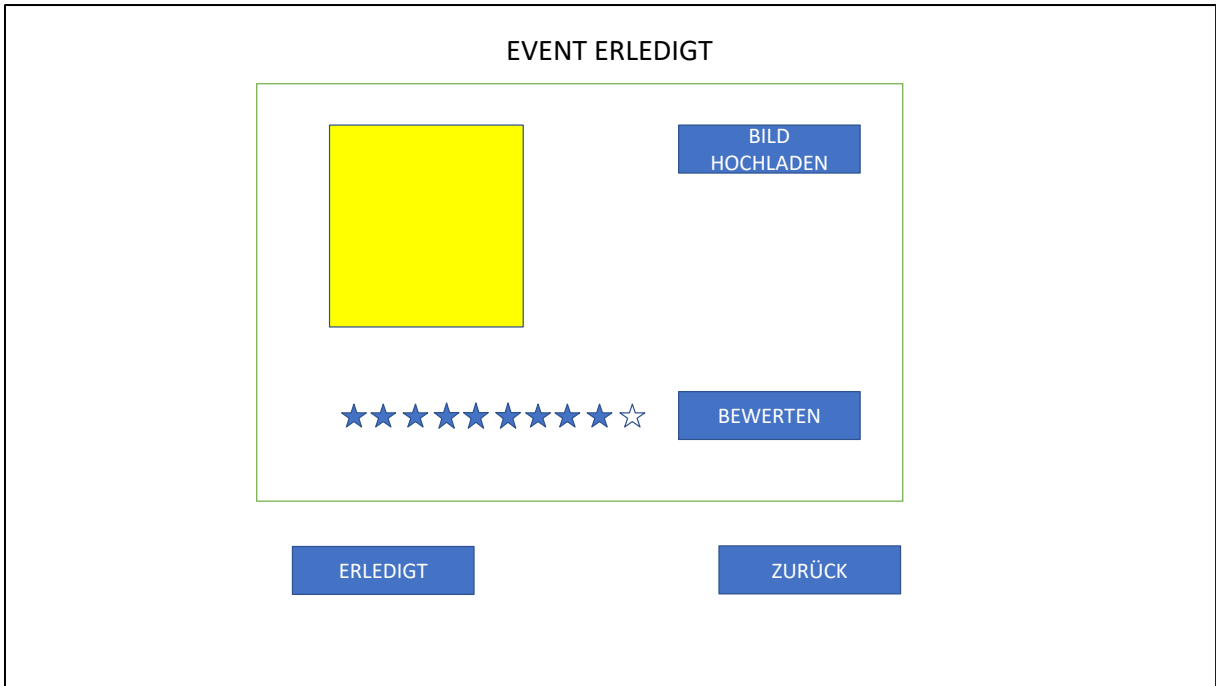 EVENT ERLEDIGT
BILD
HOCHLADEN
BEWERTEN
ERLEDIGT
ZURÜCK